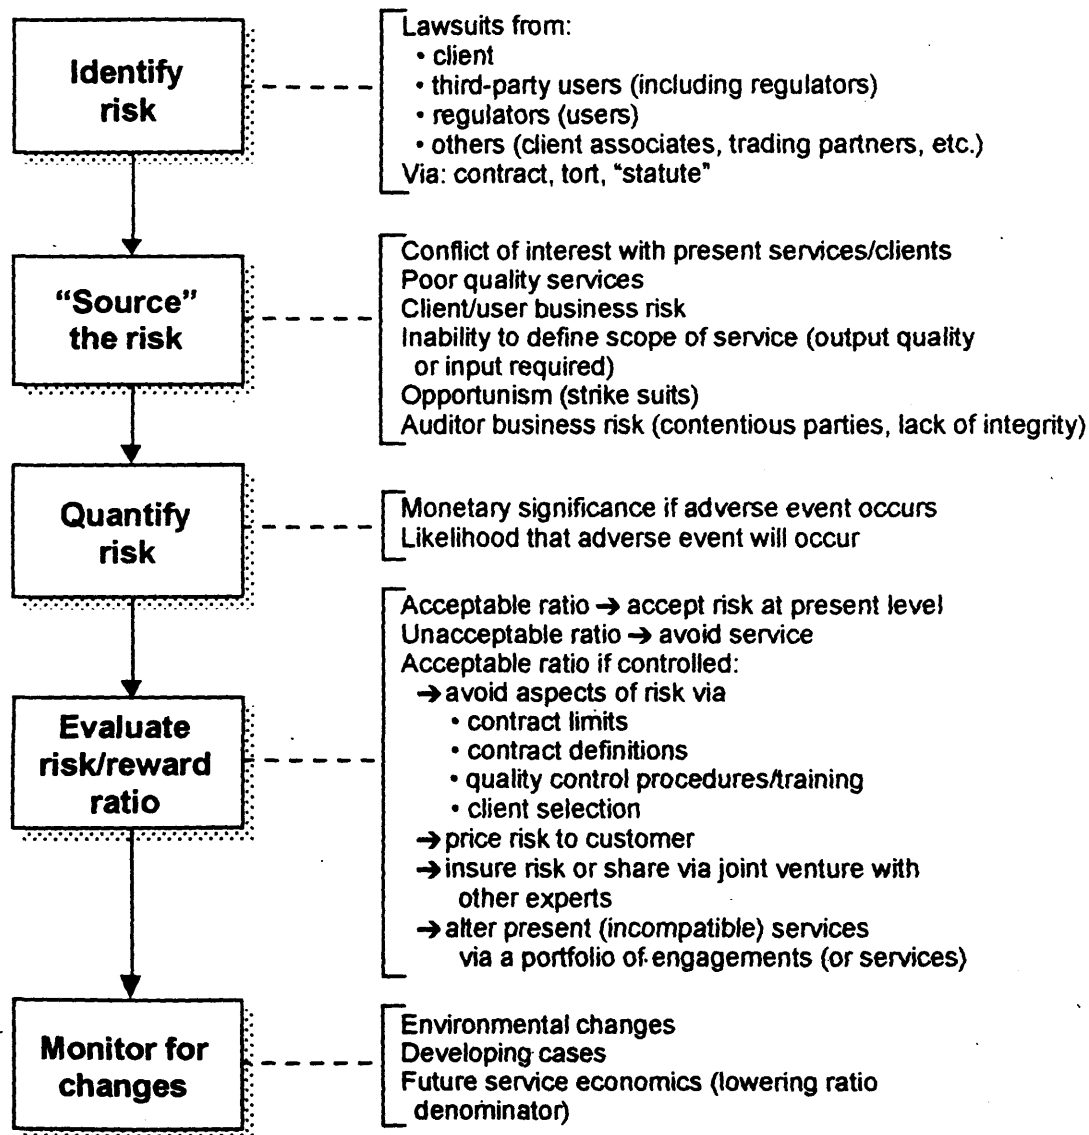 Identify
risk
Lawsuits from:
• client
• third-party users (including regulators)
• regulators (users)
• others (client associates, trading partners, etc.)
Via: contract, tort, "statute"
“Source”
the risk
Conflict of interest with present services/clients
Poor quality services
Client/user business risk
Inability to define scope of service (output quality
or input required)
Opportunism (strike suits)
Auditor business risk (contentious parties, lack of integrity)
Quantify
risk
Monetary significance if adverse event occurs
Likelihood that adverse event will occur
Evaluate
risk/reward
ratio
Acceptable ratio → accept risk at present level
Unacceptable ratio → avoid service
Acceptable ratio if controlled:
→ avoid aspects of risk via
• contract limits
• contract definitions
• quality control procedures/training
• client selection
→ price risk to customer
→ insure risk or share via joint venture with
other experts
→ alter present (incompatible) services
via a portfolio of engagements (or services)
Monitor for
changes
Environmental changes
Developing cases
Future service economics (lowering ratio
denominator)